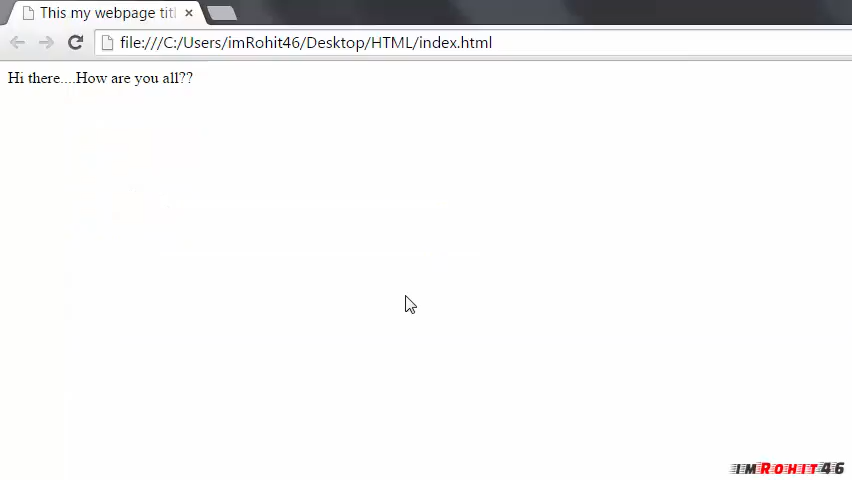 This my webpage titl
file:///C:/Users/imRohit46/Desktop/HTML/index.html
Hi there....How are you all??
imRohit46